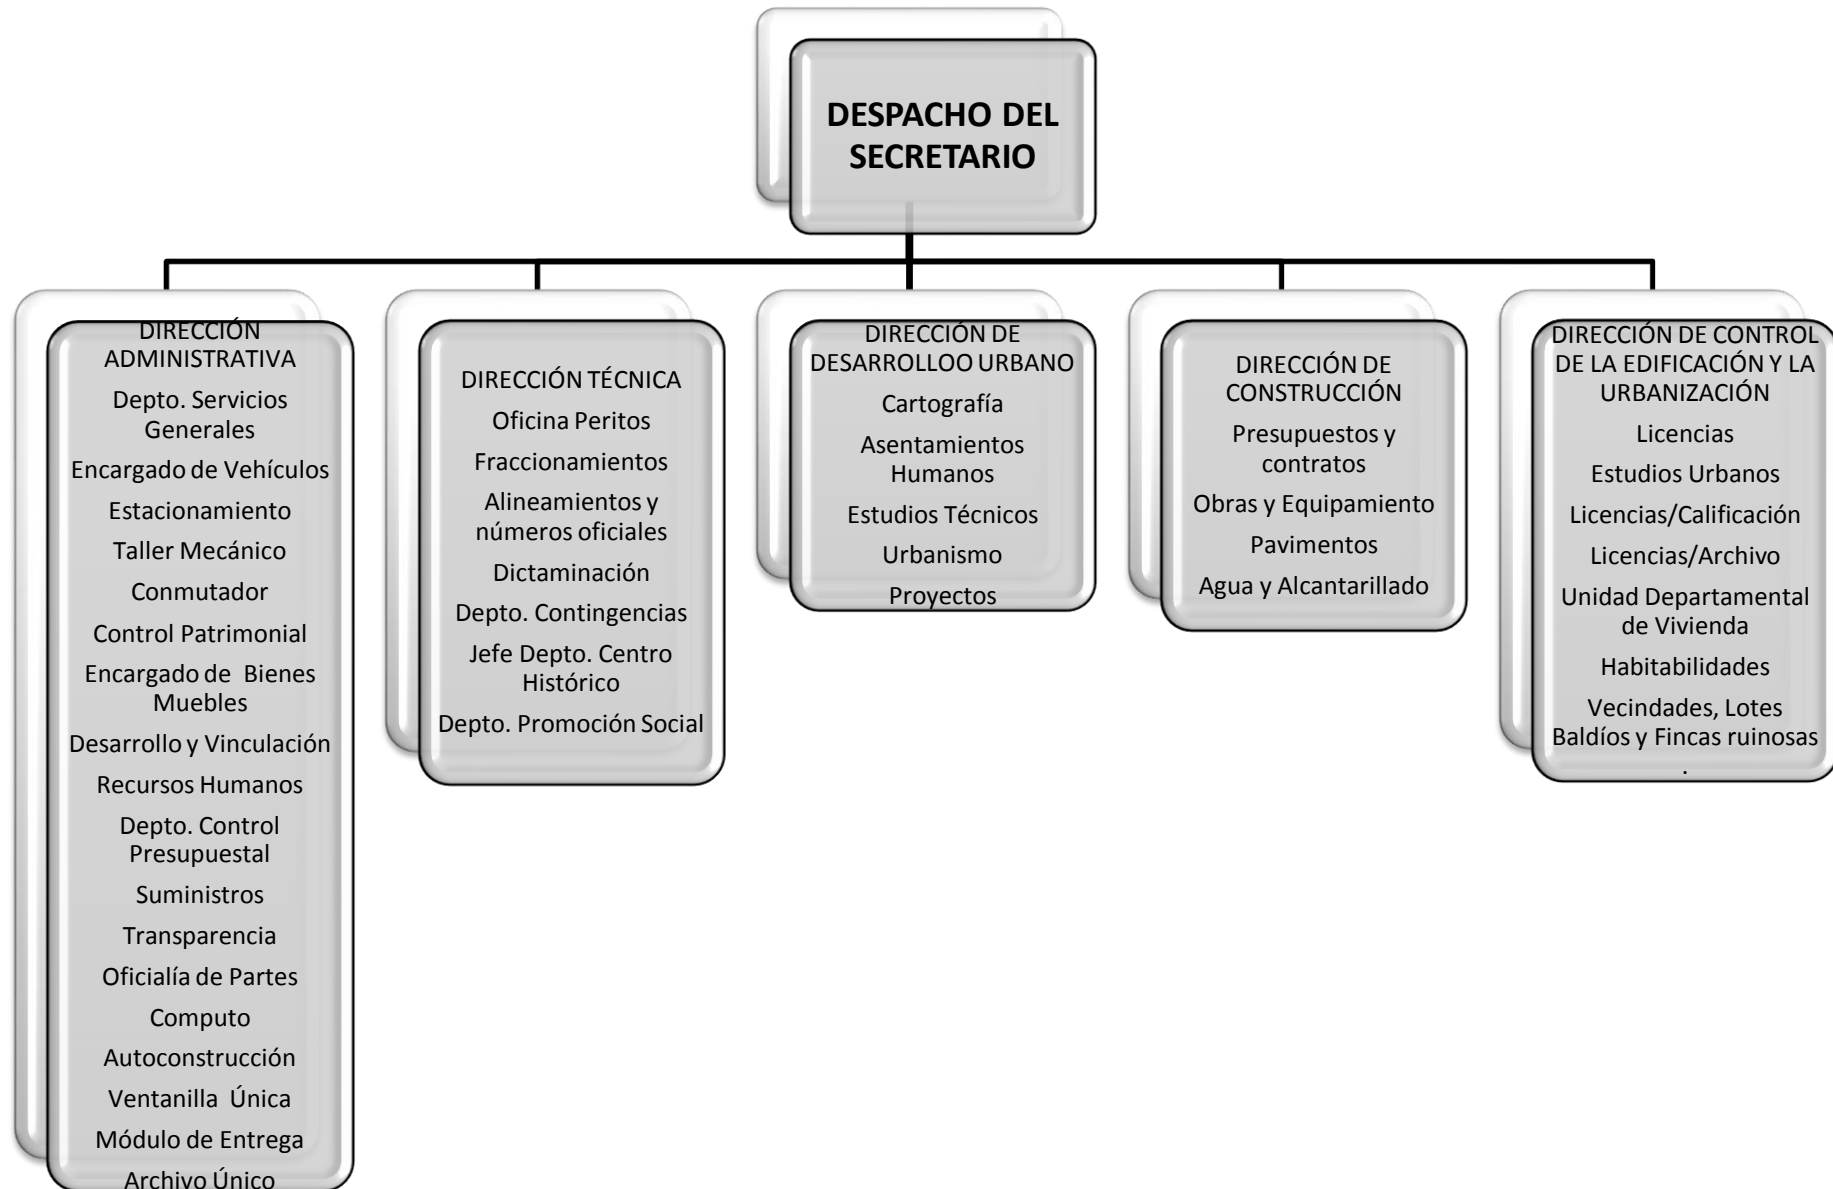 DESPACHO DEL
SECRETARIO
DIRECCIÓN
ADMINISTRATIVA
Depto. Servicios
Generales
Encargado de Vehículos
Estacionamiento
Taller Mecánico
Conmutador
Control Patrimonial
Encargado de  Bienes
Muebles
Desarrollo y Vinculación
Recursos Humanos
Depto. Control
Presupuestal
Suministros
Transparencia
Oficialía de Partes
Computo
Autoconstrucción
Ventanilla  Única
Módulo de Entrega
Archivo Único
DIRECCIÓN TÉCNICA
Oficina Peritos
Fraccionamientos
Alineamientos y
números oficiales
Dictaminación
Depto. Contingencias
Jefe Depto. Centro
Histórico
Depto. Promoción Social
DIRECCIÓN DE
DESARROLLOO URBANO
Cartografía
Asentamientos
Humanos
Estudios Técnicos
Urbanismo
Proyectos
DIRECCIÓN DE
CONSTRUCCIÓN
Presupuestos y
contratos
Obras y Equipamiento
Pavimentos
Agua y Alcantarillado
DIRECCIÓN DE CONTROL
DE LA EDIFICACIÓN Y LA
URBANIZACIÓN
Licencias
Estudios Urbanos
Licencias/Calificación
Licencias/Archivo
Unidad Departamental
de Vivienda
Habitabilidades
Vecindades, Lotes
Baldíos y Fincas ruinosas
.